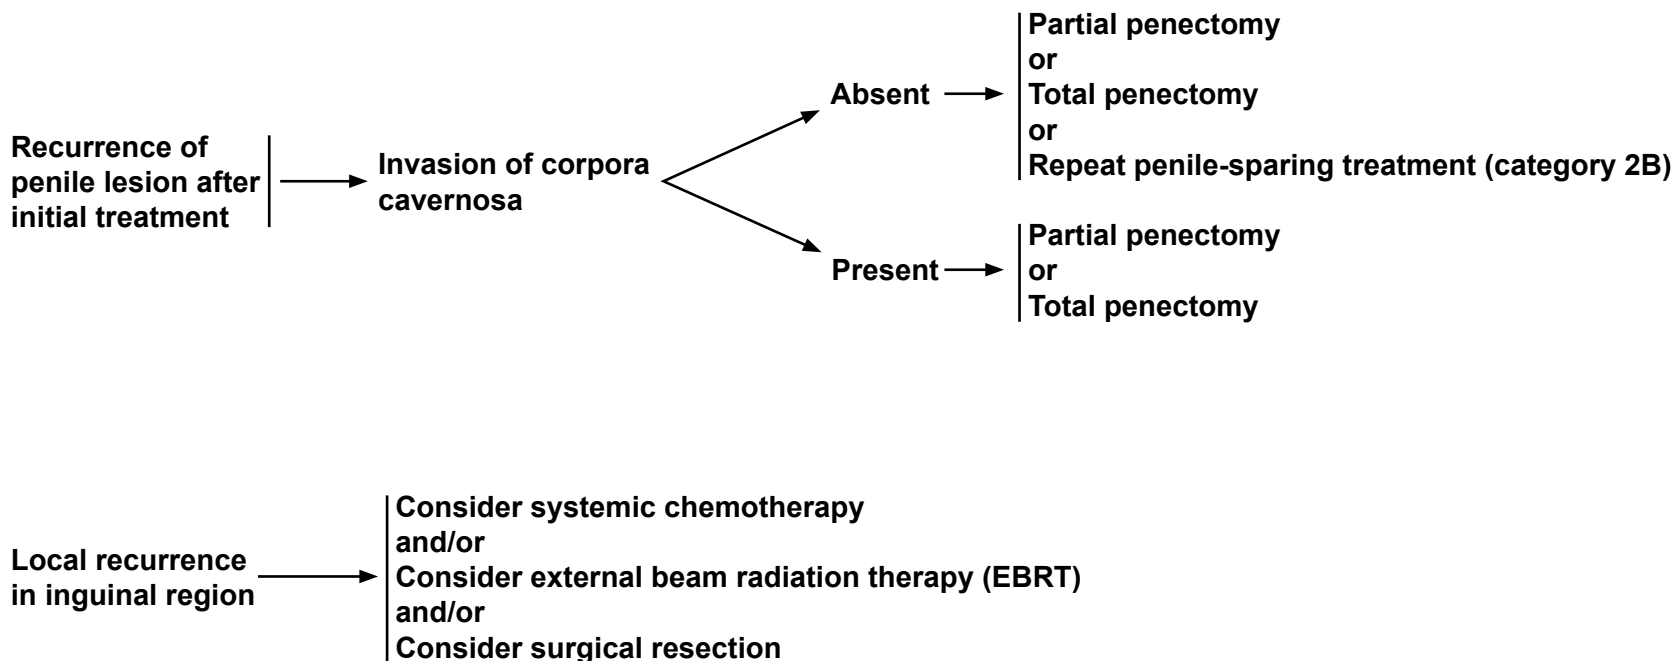 Recurrence of
penile lesion after
initial treatment
Invasion of corpora
cavernosa
Absent
Partial penectomy
or
Total penectomy
or
Repeat penile-sparing treatment (category 2B)
Present
Partial penectomy
or
Total penectomy
Local recurrence
in inguinal region
Consider systemic chemotherapy
and/or
Consider external beam radiation therapy (EBRT)
and/or
Consider surgical resection